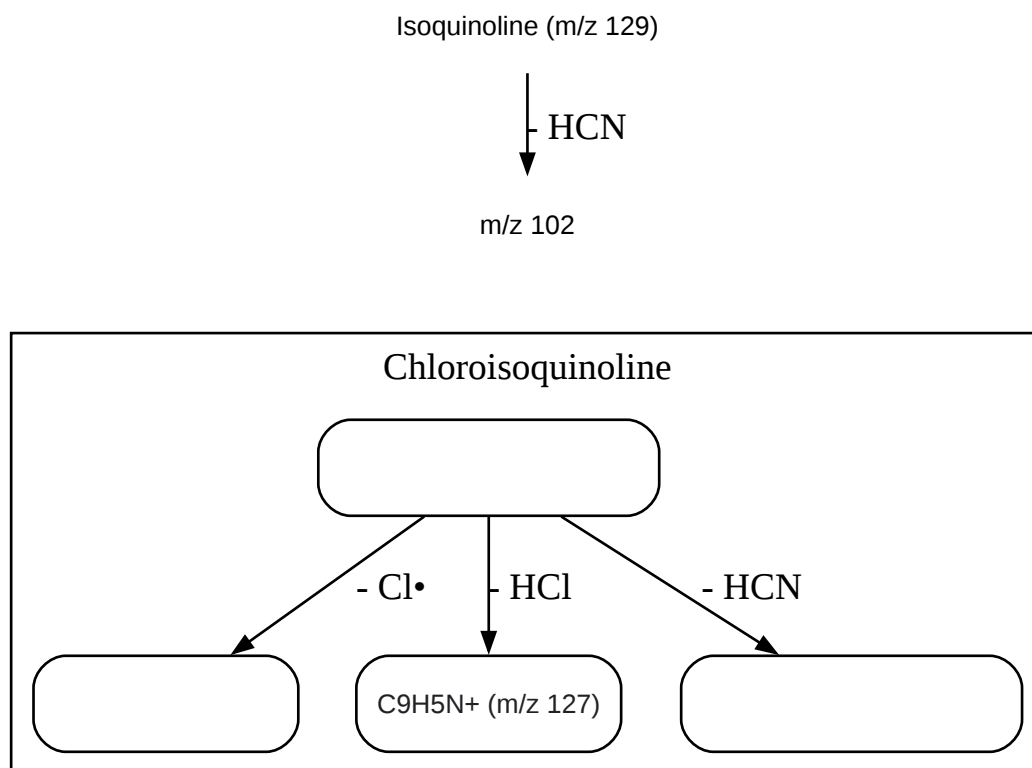 Isoquinoline (m/z 129)
- HCN
m/z 102
Chloroisoquinoline
- Cl•
- HCl
- HCN
C9H5N+ (m/z 127)